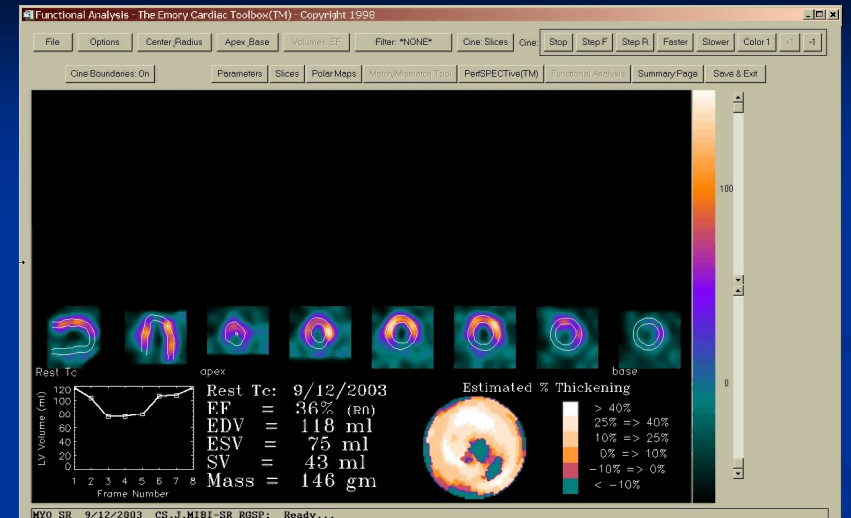 Functional Analysis - The Emory Cardiac Toolbox(TM) - Copyright 1998
File Options Center,Radius Apex,Base Volumes,EF Filter: *NONE* Cine: Slices Cine: Stop Step F Step R Faster Slower Color 1 +1 -1
Cine Boundaries: On Parameters Slices Polar Maps Match/Mismatch Tool PerfSPECTive(TM) Functional Analysis Summary Page Save & Exit
100
0
Rest Tc apex base
LV Volume (ml)
120
100
80
60
40
20
0
1 2 3 4 5 6 7 8
Frame Number
Rest Tc: 9/12/2003
EF = 36% (R0)
EDV = 118 ml
ESV = 75 ml
SV = 43 ml
Mass = 146 gm
Estimated % Thickening
> 40%
25% => 40%
10% => 25%
0% => 10%
-10% => 0%
< -10%
MYO SR 9/12/2003 CS.J.MIBI-SR RGSP: Ready...